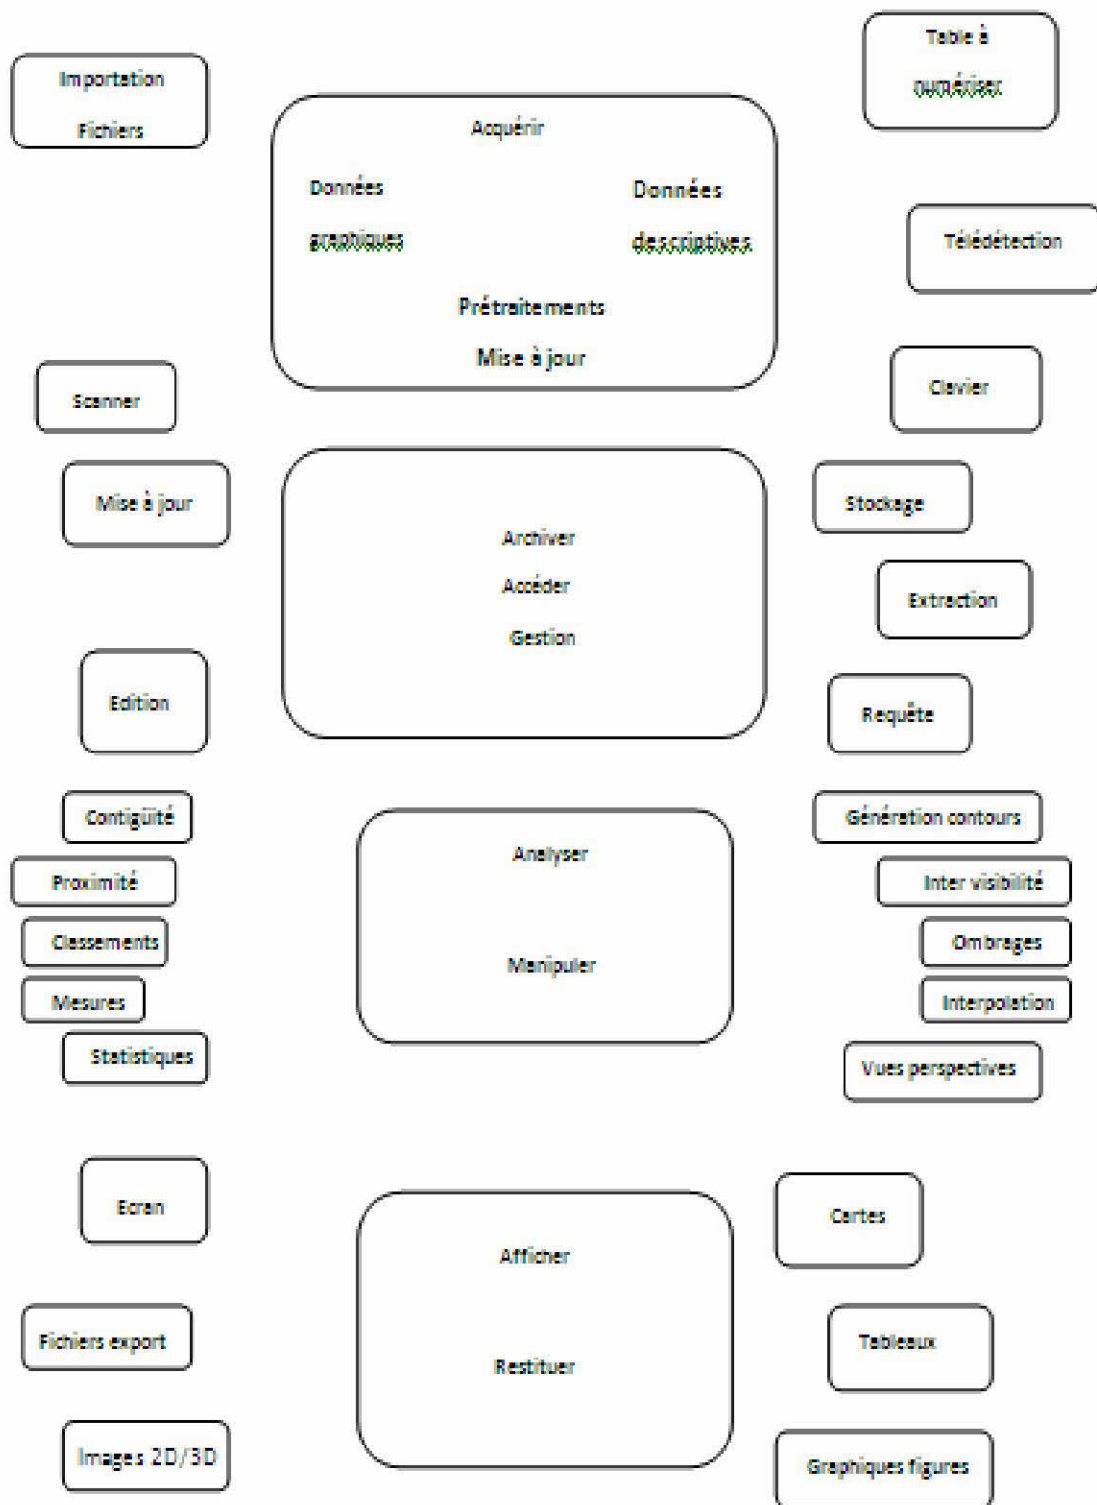 Importation
Fichiers
Table à
numériser
Acquérir
Données
graphiques
Données
descriptives
Prétraitements
Mise à jour
Télédétection
Scanner
Clavier
Mise à jour
Archiver
Accéder
Gestion
Stockage
Extraction
Edition
Requête
Contigüité
Proximité
Classements
Mesures
Statistiques
Analyser
Manipuler
Génération contours
Inter visibilité
Ombrages
Interpolation
Vues perspectives
Ecran
Fichiers export
Images 2D/3D
Afficher
Restituer
Cartes
Tableaux
Graphiques figures